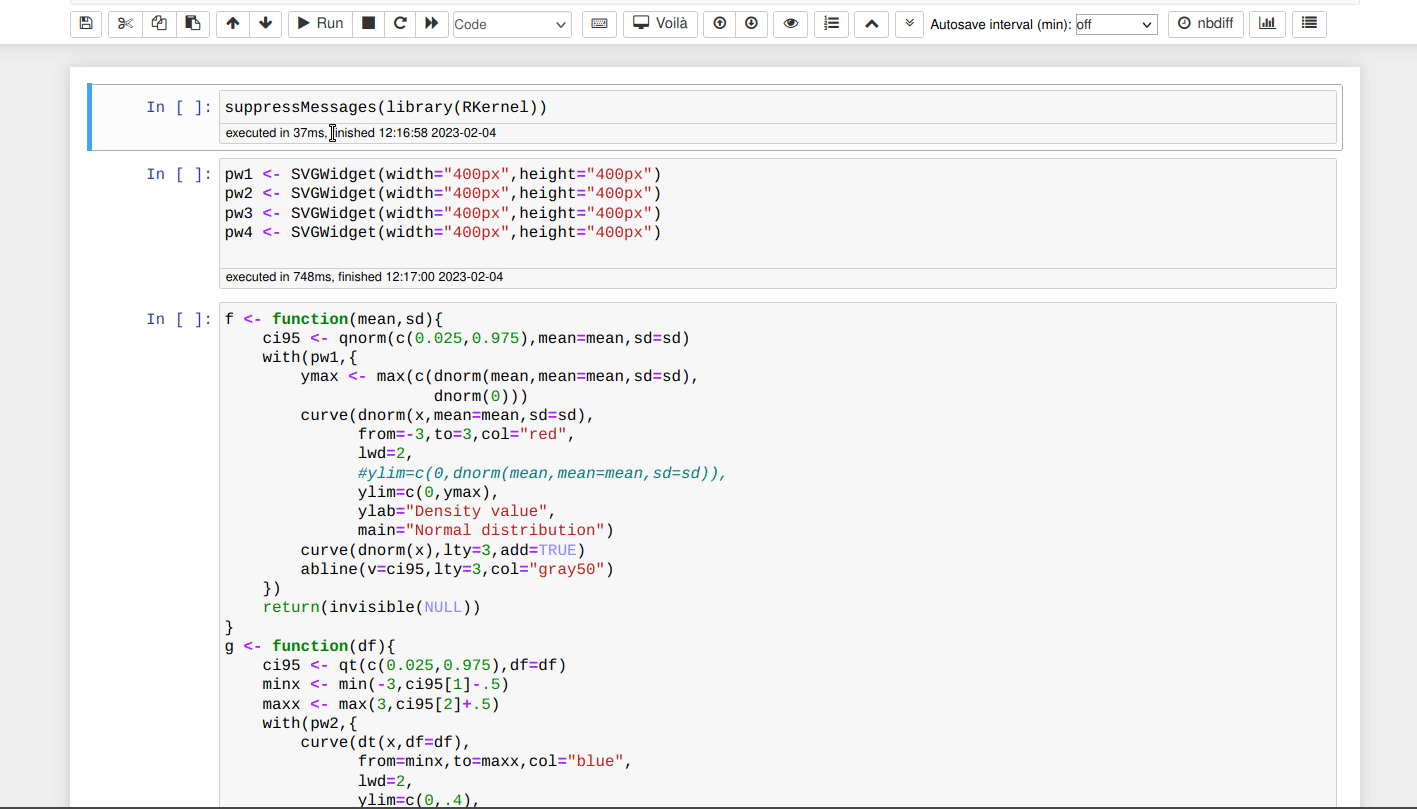 Run Code Voilà Autosave interval (min): off nbdiff
In [ ]: suppressMessages(library(RKernel))
executed in 37ms, finished 12:16:58 2023-02-04
In [ ]: pw1 <- SVGWidget(width="400px",height="400px")
pw2 <- SVGWidget(width="400px",height="400px")
pw3 <- SVGWidget(width="400px",height="400px")
pw4 <- SVGWidget(width="400px",height="400px")
executed in 748ms, finished 12:17:00 2023-02-04
In [ ]: f <- function(mean,sd){
    ci95 <- qnorm(c(0.025,0.975),mean=mean,sd=sd)
    with(pw1,{
        ymax <- max(c(dnorm(mean,mean=mean,sd=sd),
                      dnorm(0)))
        curve(dnorm(x,mean=mean,sd=sd),
              from=-3,to=3,col="red",
              lwd=2,
              #ylim=c(0,dnorm(mean,mean=mean,sd=sd)),
              ylim=c(0,ymax),
              ylab="Density value",
              main="Normal distribution")
        curve(dnorm(x),lty=3,add=TRUE)
        abline(v=ci95,lty=3,col="gray50")
    })
    return(invisible(NULL))
}
g <- function(df){
    ci95 <- qt(c(0.025,0.975),df=df)
    minx <- min(-3,ci95[1]-.5)
    maxx <- max(3,ci95[2]+.5)
    with(pw2,{
        curve(dt(x,df=df),
              from=minx,to=maxx,col="blue",
              lwd=2,
              ylim=c(0,.4),